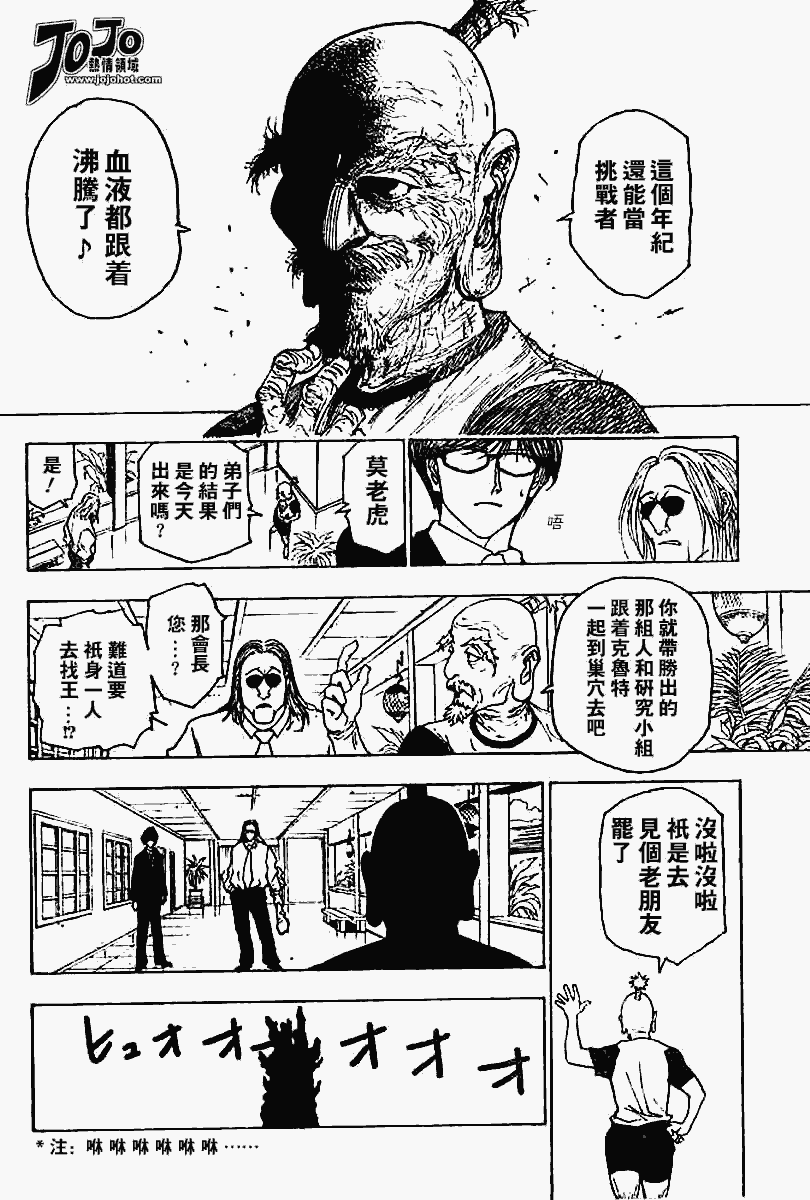 JOJO
熱情領域
www.jojohot.com
這個年紀
還能當
挑戰者
血液都跟着
沸騰了♪
唔
莫老虎
弟子們
的結果
是今天
出來嗎？
是！
你就帶勝出的
那組人和研究小組
跟着克魯特
一起到巢穴去吧
那會長
您…？
難道要
衹身一人
去找王…!?
沒啦沒啦
衹是去
見個老朋友
罷了
ヒュオオオオオオ
*注：咻咻咻咻咻咻⋯⋯